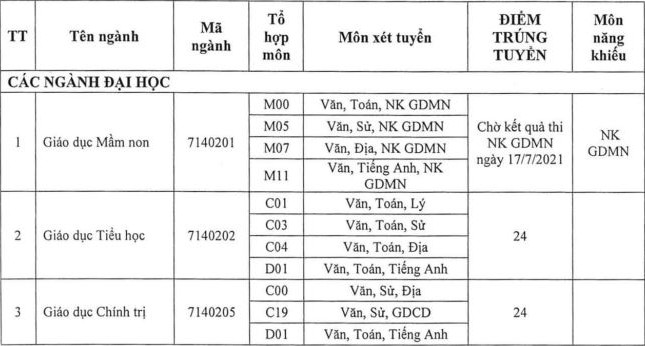 TT Tên ngành Mã ngành Tổ hợp môn Môn xét tuyển ĐIỂM TRÚNG TUYỂN Môn năng khiếu
CÁC NGÀNH ĐẠI HỌC
1 Giáo dục Mầm non 7140201
M00 Văn, Toán, NK GDMN
M05 Văn, Sử, NK GDMN
M07 Văn, Địa, NK GDMN
M11 Văn, Tiếng Anh, NK
GDMN
Chờ kết quả thi
NK GDMN
ngày 17/7/2021
NK
GDMN
2 Giáo dục Tiểu học 7140202
C01 Văn, Toán, Lý
C03 Văn, Toán, Sử
C04 Văn, Toán, Địa
D01 Văn, Toán, Tiếng Anh
24
3 Giáo dục Chính trị 7140205
C00 Văn, Sử, Địa
C19 Văn, Sử, GDCD
D01 Văn, Toán, Tiếng Anh
24